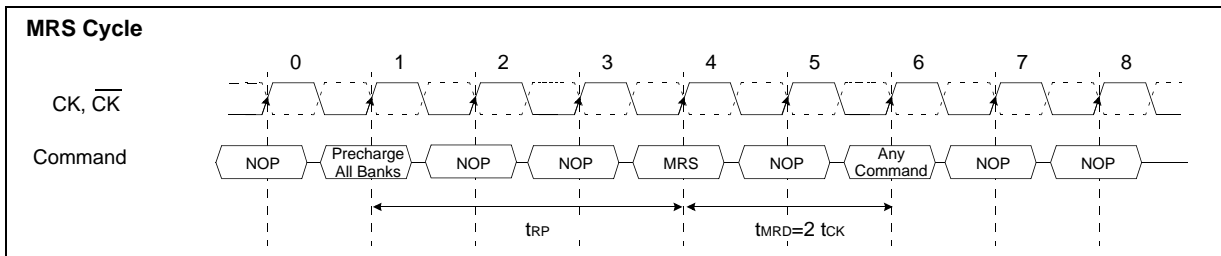 MRS Cycle
0 1 2 3 4 5 6 7 8
CK, C̅K̅
Command
NOP Precharge All Banks NOP NOP MRS NOP Any Command NOP NOP
tRP tMRD=2 tCK